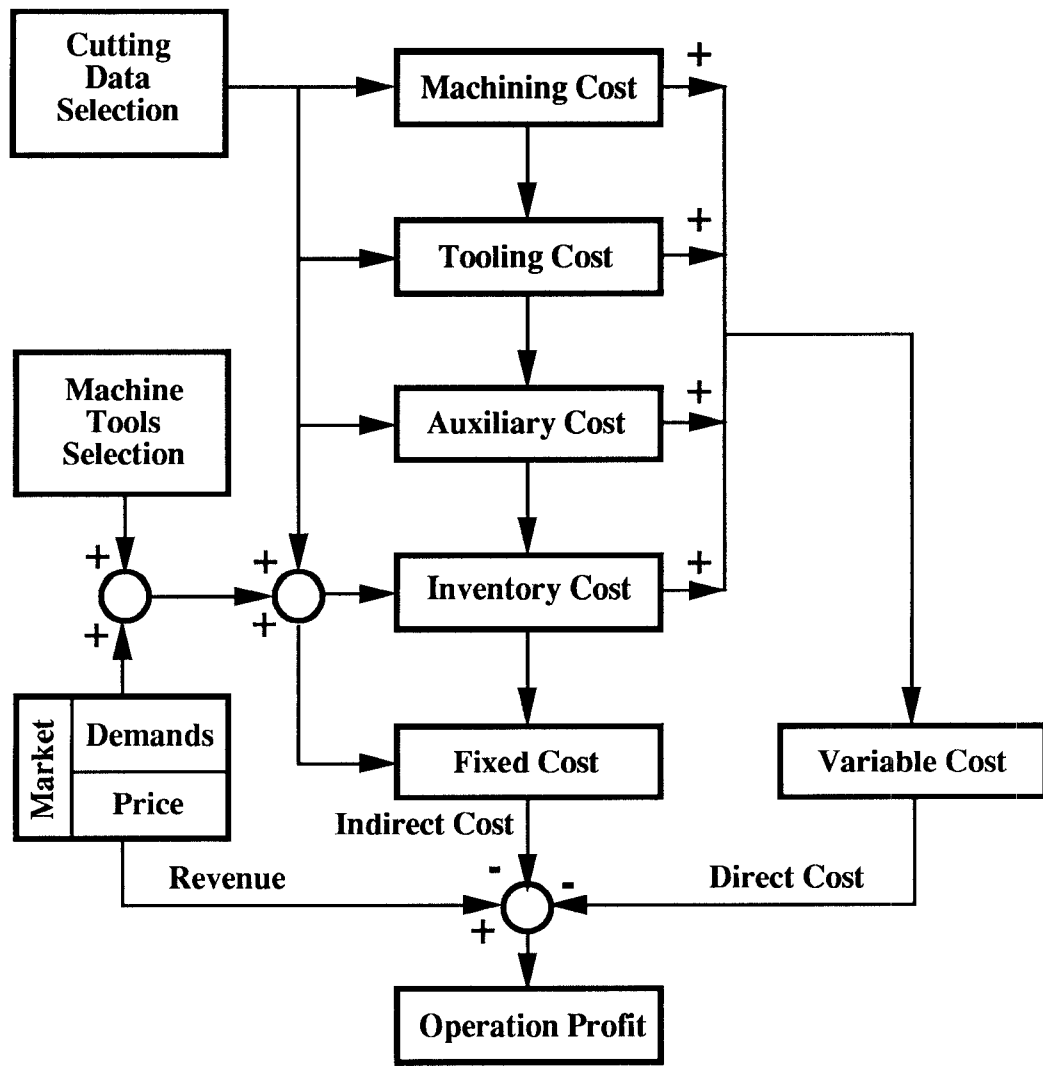 Cutting
Data
Selection
Machining Cost
+
Tooling Cost
+
Machine
Tools
Selection
Auxiliary Cost
+
+
+
Inventory Cost
+
+
+
Market
Demands
Price
Fixed Cost
Variable Cost
Indirect Cost
Revenue
-
-
Direct Cost
+
Operation Profit